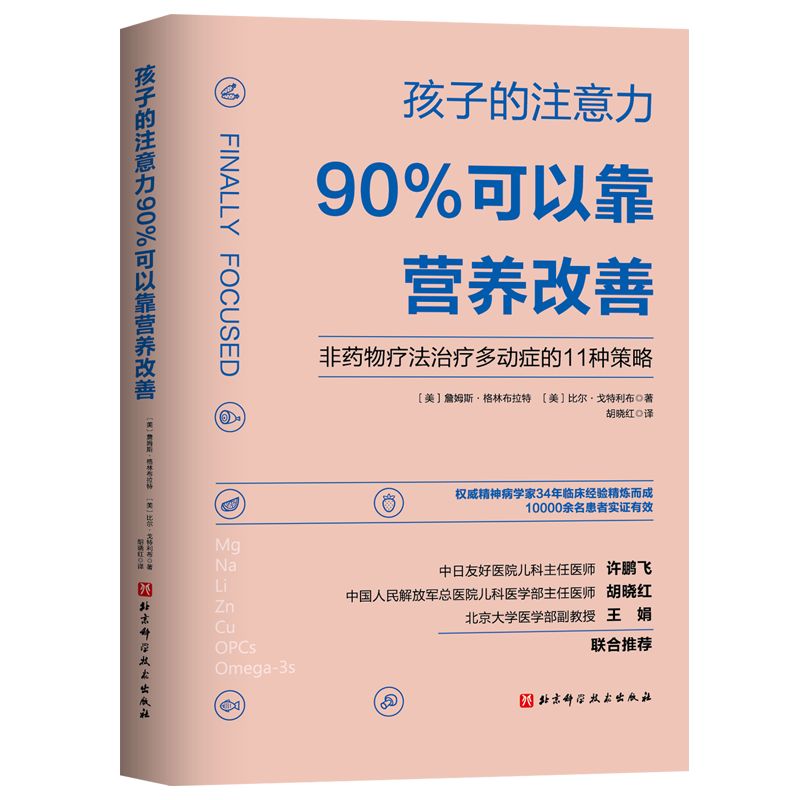 孩子的注意力90%可以靠营养改善
［美］詹姆斯·格林布拉特 ［美］比尔·戈特利布◎著
胡晓红◎译
北京科学技术出版社
FINALLY FOCUSED
孩子的注意力
90%可以靠
营养改善
非药物疗法治疗多动症的11种策略
［美］詹姆斯·格林布拉特 ［美］比尔·戈特利布◎著
胡晓红◎译
权威精神病学家34年临床经验精炼而成
10000余名患者实证有效
Mg
Na
Li
Zn
Cu
OPCs
Omega-3s
中日友好医院儿科主任医师 许鹏飞
中国人民解放军总医院儿科医学部主任医师 胡晓红
北京大学医学部副教授 王 娟
联合推荐
北京科学技术出版社